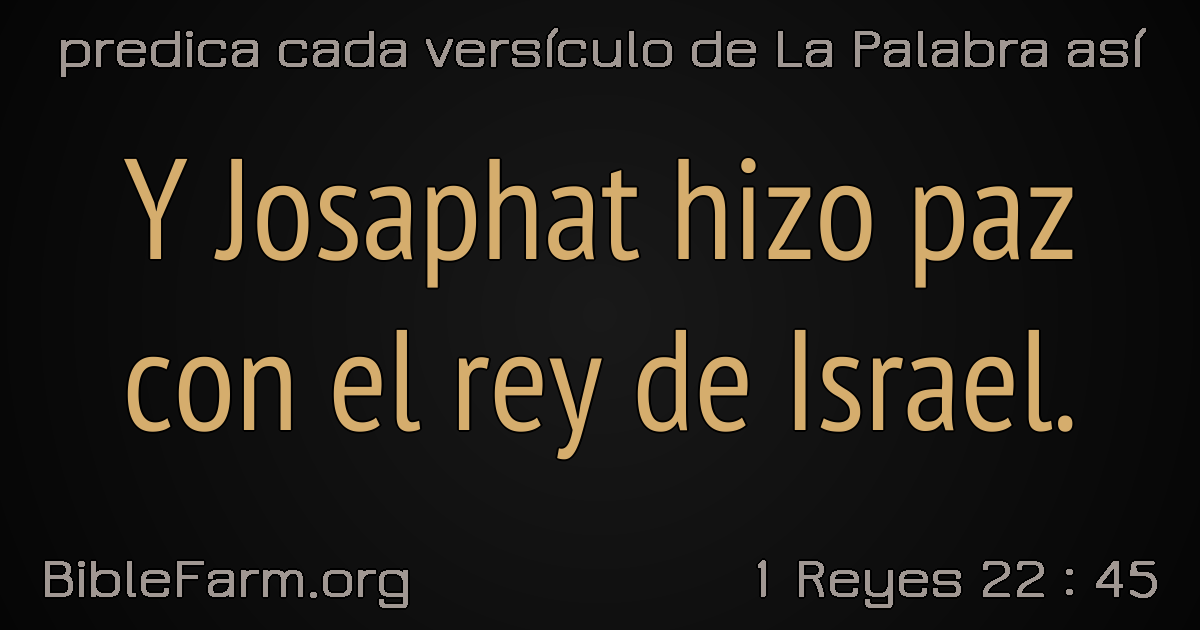 predica cada versículo de La Palabra así
Y Josaphat hizo paz
con el rey de Israel.
BibleFarm.org
1 Reyes 22 : 45